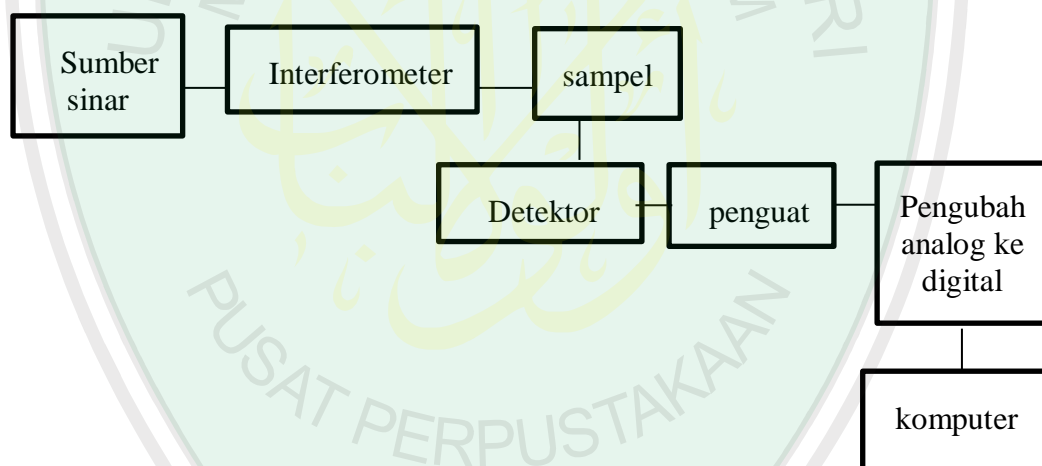 Sumber
sinar
Interferometer
sampel
Detektor
penguat
Pengubah
analog ke
digital
komputer
PUSAT PERPUSTAKAAN